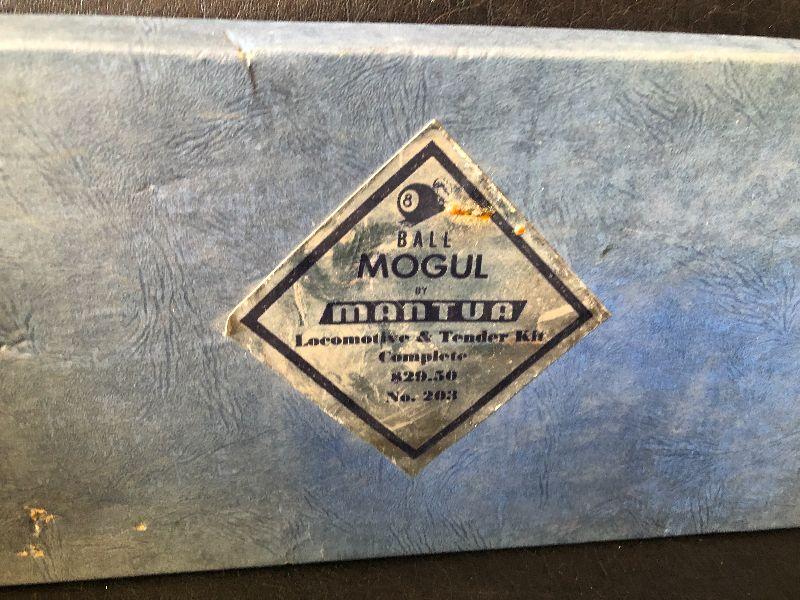 8
BALL
MOGUL
BY
MANTUA
Locomotive & Tender Kit
Complete
$29.50
No. 203